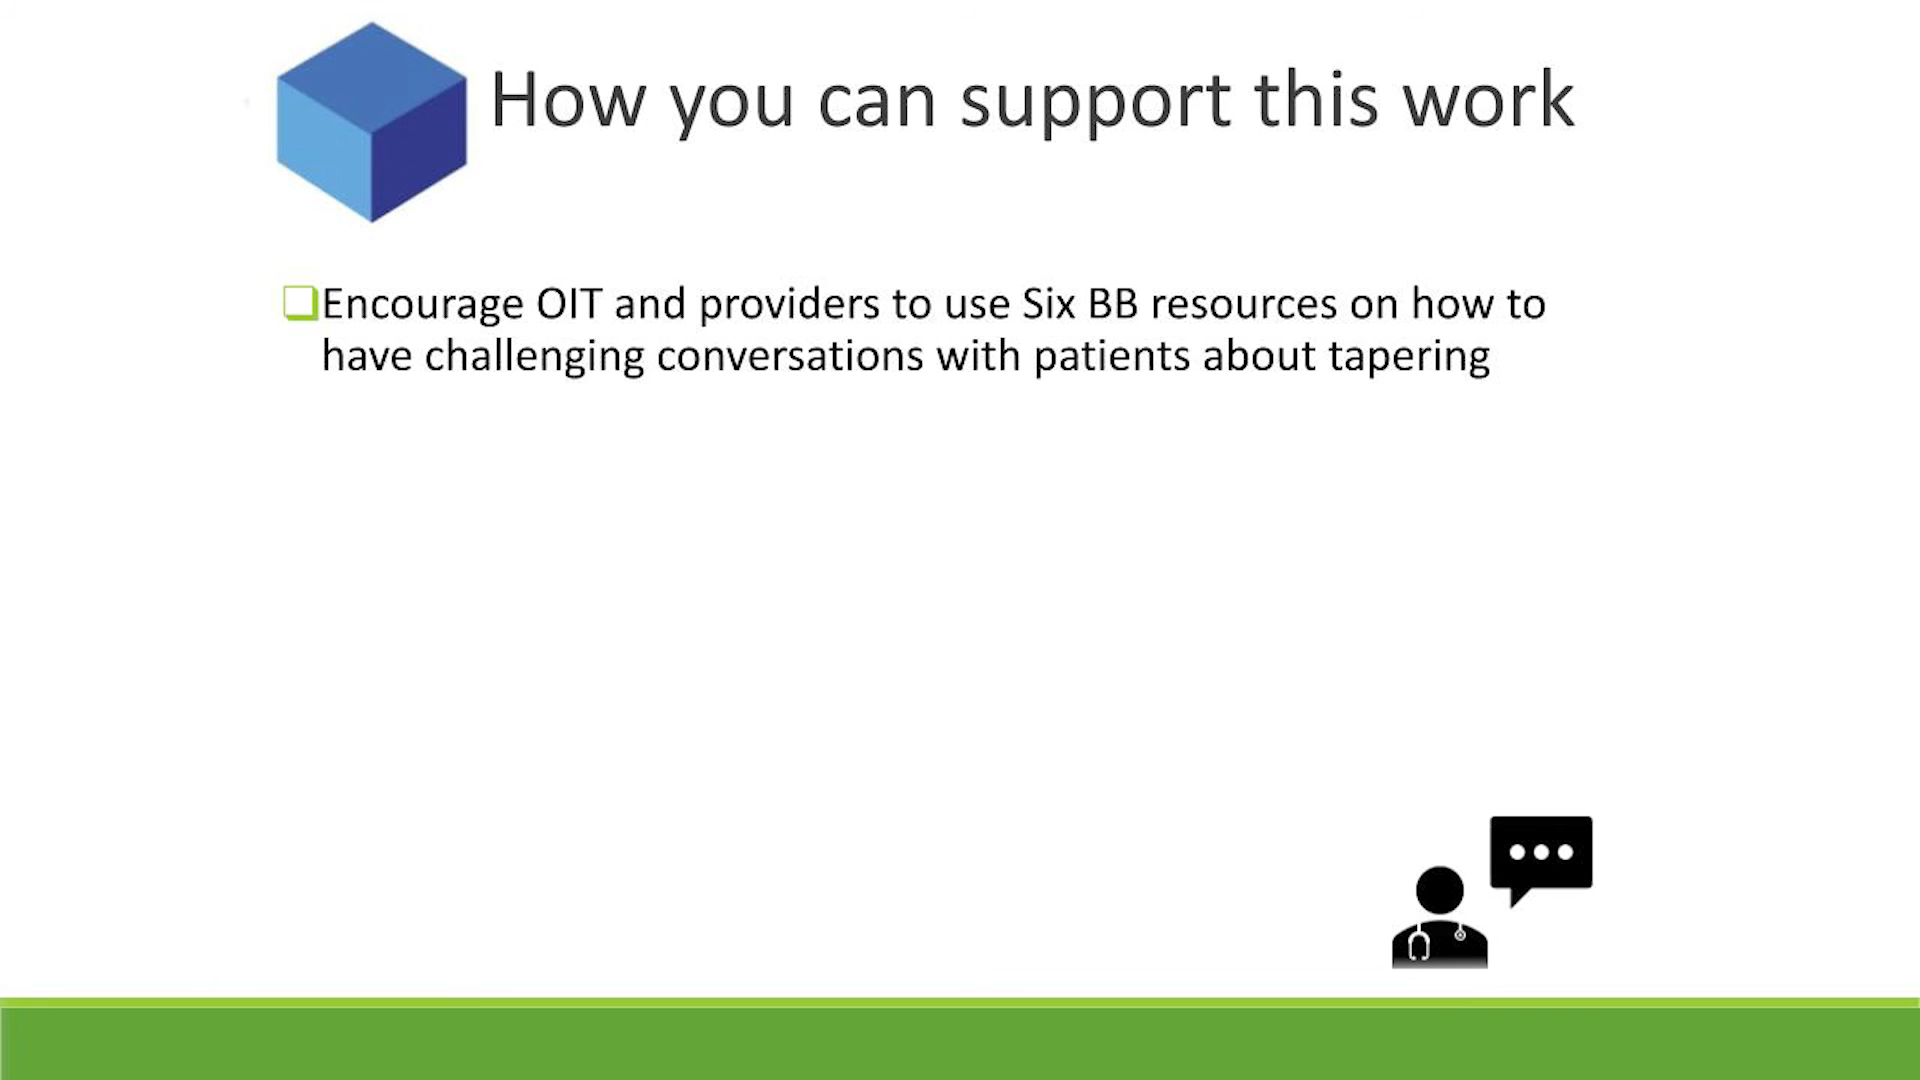 How you can support this work
Encourage OIT and providers to use Six BB resources on how to
have challenging conversations with patients about tapering